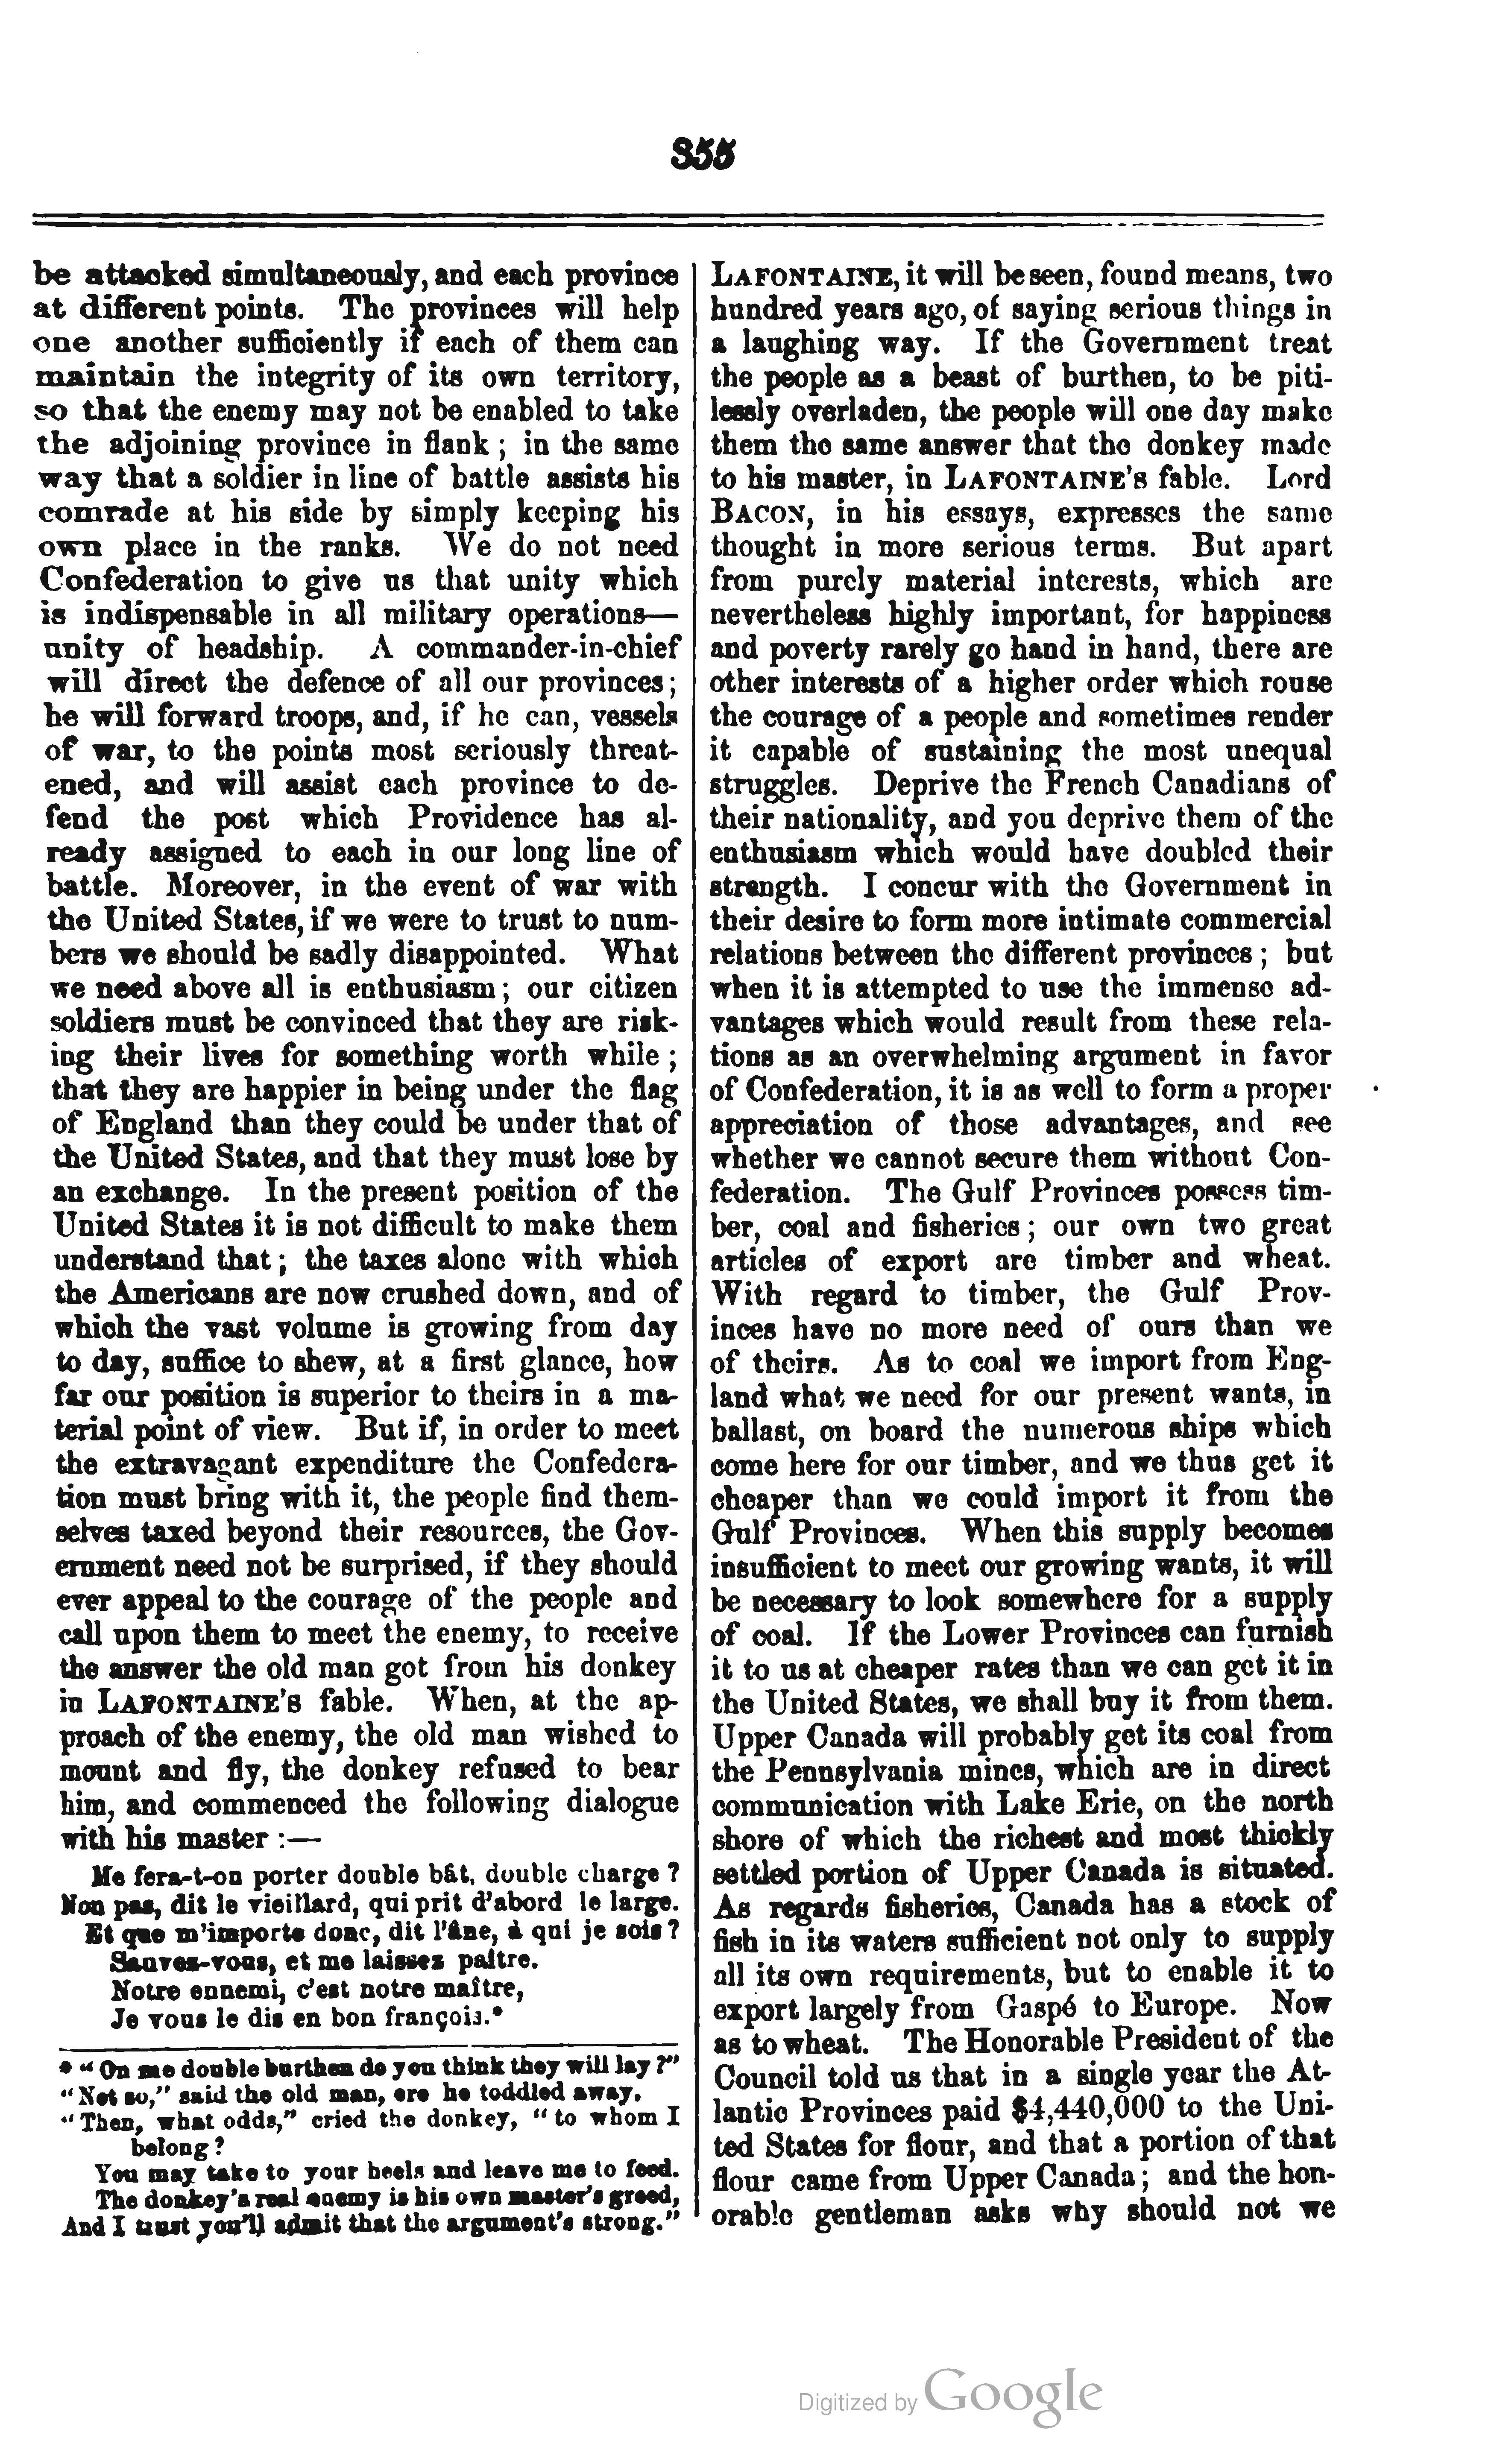 355
be attacked simultaneously, and each province
at different points. The provinces will help
one another sufficiently if each of them can
maintain the integrity of its own territory,
so that the enemy may not be enabled to take
the adjoining province in flank; in the same
way that a soldier in line of battle assists his
comrade at his side by simply keeping his
own place in the ranks. We do not need
Confederation to give us that unity which
is indispensable in all military operations—
unity of headship. A commander-in-chief
will direct the defence of all our provinces;
he will forward troops, and, if he can, vessels
of war, to the points most seriously threat-
ened, and will assist each province to de-
fend the post which Providence has al-
ready assigned to each in our long line of
battle. Moreover, in the event of war with
the United States, if we were to trust to num-
bers we should be sadly disappointed. What
we need above all is enthusiasm; our citizen
soldiers must be convinced that they are risk-
ing their lives for something worth while;
that they are happier in being under the flag
of England than they could be under that of
the United States, and that they must lose by
an exchange. In the present position of the
United States it is not difficult to make them
understand that; the taxes alone with which
the Americans are now crushed down, and of
which the vast volume is growing from day
to day, suffice to shew, at a first glance, how
far our position is superior to theirs in a ma-
terial point of view. But if, in order to meet
the extravagant expenditure the Confedera-
tion must bring with it, the people find them-
selves taxed beyond their resources, the Gov-
ernment need not be surprised, if they should
ever appeal to the courage of the people and
call upon them to meet the enemy, to receive
the answer the old man got from his donkey
in LAFONTAINE'S fable. When, at the ap-
proach of the enemy, the old man wished to
mount and fly, the donkey refused to bear
him, and commenced the following dialogue
with his master :—
Me fera-t-on porter double bât, double charge ?
Non pas, dit le vieillard, qui prit d'abord le large.
Et que m'importe donc, dit l'âne, à qui je sois ?
Sauvez-vous, et me laissez paître.
Notre ennemi, c'est notre maître,
Je vous le dis en bon françois.*
* "On me double burthen do you think they will lay ?"
"Not so," said the old man, ere he toddled away.
"Then, what odds," cried the donkey, "to whom I
belong ?
You may take to your heels and leave me to feed.
The donkey's real enemy is his own master's greed,
And I trust you'll admit that the argument's strong."
LAFONTAINE, it will be seen, found means, two
hundred years ago, of saying serious things in
a laughing way. If the Government treat
the people as a beast of burthen, to be piti-
lessly overladen, the people will one day make
them the same answer that the donkey made
to his master, in LAFONTAINE'S fable. Lord
BACON, in his essays, expresses the same
thought in more serious terms. But apart
from purely material interests, which are
nevertheless highly important, for happiness
and poverty rarely go hand in hand, there are
other interests of a higher order which rouse
the courage of a people and sometimes render
it capable of sustaining the most unequal
struggles. Deprive the French Canadians of
their nationality, and you deprive them of the
enthusiasm which would have doubled their
strength. I concur with the Government in
their desire to form more intimate commercial
relations between the different provinces; but
when it is attempted to use the immense ad-
vantages which would result from these rela-
tions as an overwhelming argument in favor
of Confederation, it is as well to form a proper
appreciation of those advantages, and see
whether we cannot secure them without Con-
federation. The Gulf Provinces possess tim-
ber, coal and fisheries; our own two great
articles of export are timber and wheat.
With regard to timber, the Gulf Prov-
inces have no more need of ours than we
of theirs. As to coal we import from Eng-
land what we need for our present wants, in
ballast, on board the numerous ships which
come here for our timber, and we thus get it
cheaper than we could import it from the
Gulf Provinces. When this supply becomes
insufficient to meet our growing wants, it will
be necessary to look somewhere for a supply
of coal. If the Lower Provinces can furnish
it to us at cheaper rates than we can get it in
the United States, we shall buy it from them.
Upper Canada will probably get its coal from
the Pennsylvania mines, which are in direct
communication with Lake Erie, on the north
shore of which the richest and most thickly
settled portion of Upper Canada is situated.
As regards fisheries, Canada has a stock of
fish in its waters sufficient not only to supply
all its own requirements, but to enable it to
export largely from Gaspé to Europe. Now
as to wheat. The Honorable President of the
Council told us that in a single year the At-
lantic Provinces paid $4,440,000 to the Uni-
ted States for flour, and that a portion of that
flour came from Upper Canada; and the hon-
orable gentleman asks why should not we
Digitized by Google